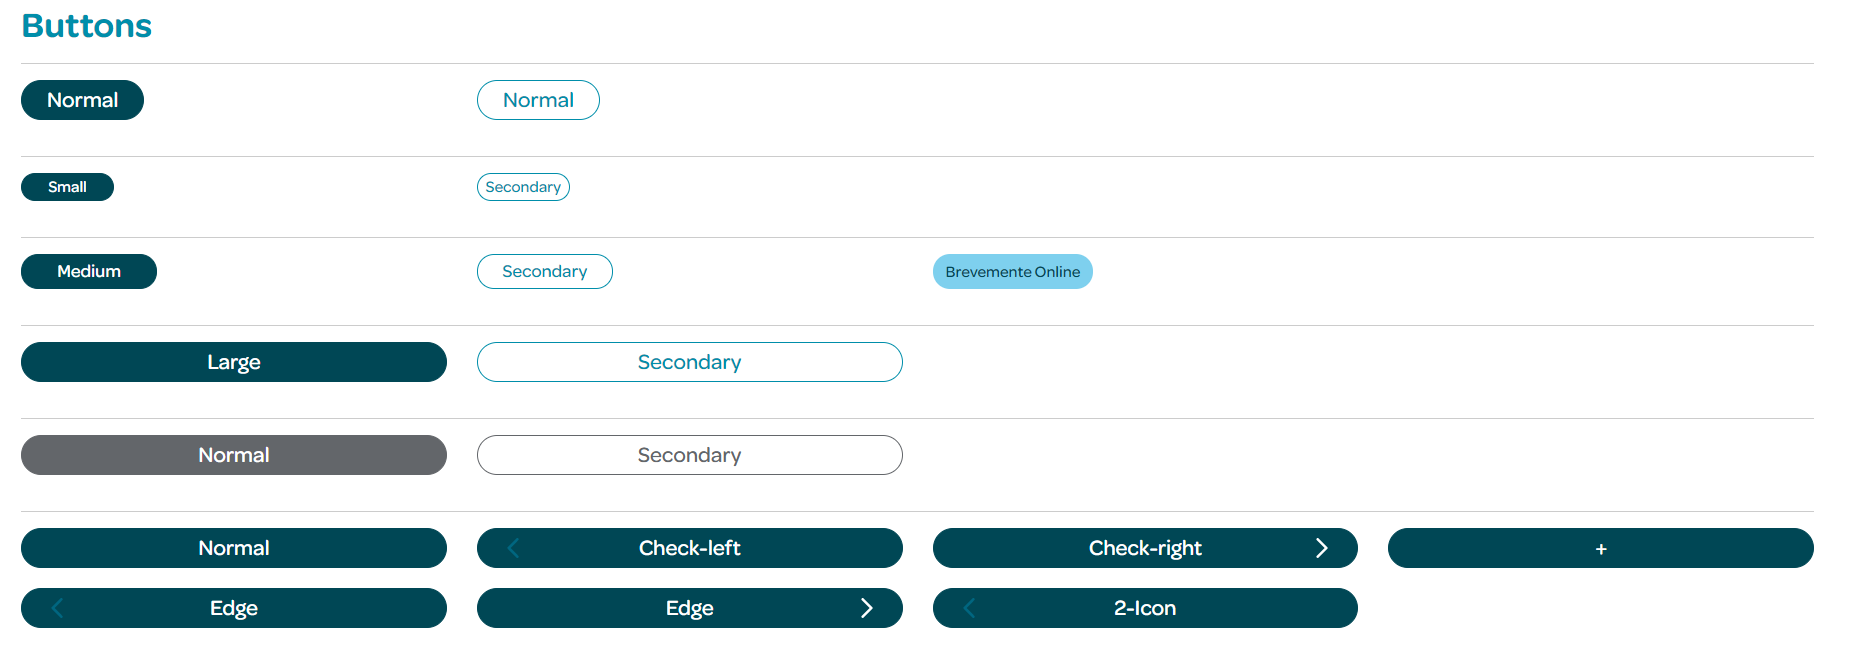 Buttons
Normal Normal
Small Secondary
Medium Secondary Brevemente Online
Large Secondary
Normal Secondary
Normal Check-left Check-right +
Edge Edge 2-Icon